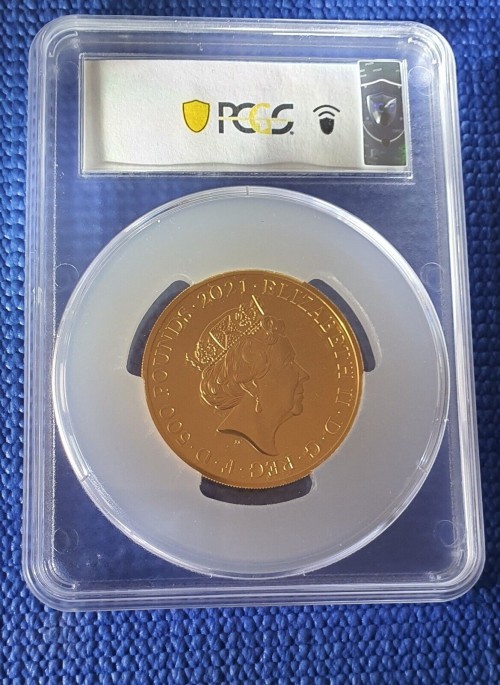 PCGS.
ELIZABETH II · D · G · REG · F · D · 500 POUNDS · 2021 ·